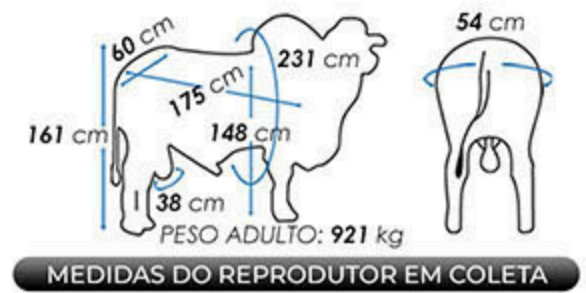 60 cm
54 cm
231 cm
175 cm
161 cm
148 cm
38 cm
PESO ADULTO: 921 kg
MEDIDAS DO REPRODUTOR EM COLETA